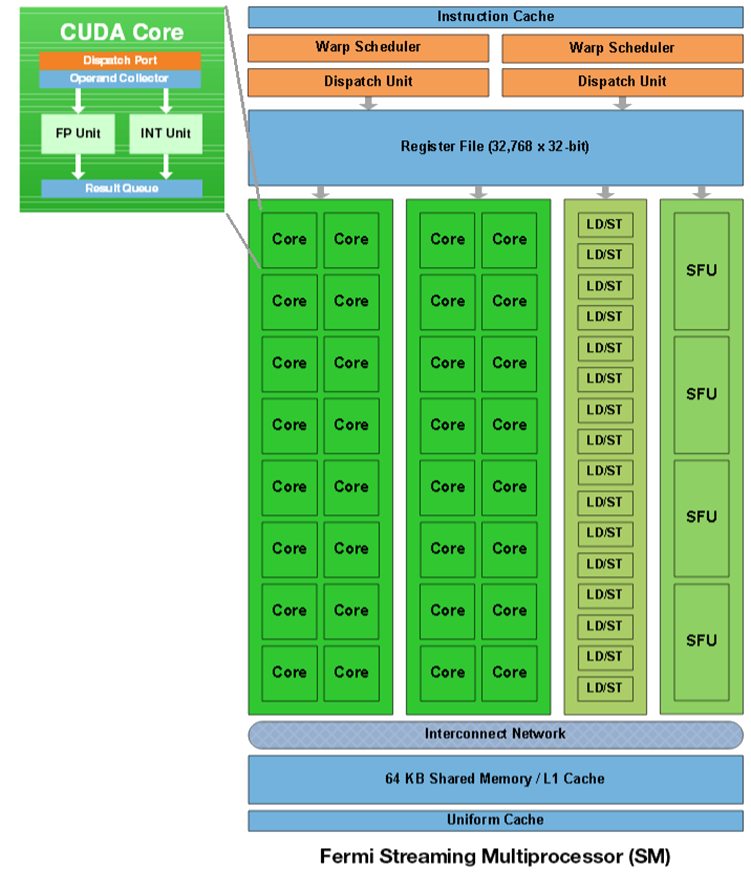 CUDA Core
Dispatch Port
Operand Collector
FP Unit INT Unit
Result Queue
Instruction Cache
Warp Scheduler Warp Scheduler
Dispatch Unit Dispatch Unit
Register File (32,768 x 32-bit)
Core Core Core Core LD/ST
LD/ST
SFU
Core Core Core Core LD/ST
LD/ST
Core Core Core Core LD/ST
LD/ST
SFU
Core Core Core Core LD/ST
LD/ST
Core Core Core Core LD/ST
LD/ST
SFU
Core Core Core Core LD/ST
LD/ST
Core Core Core Core LD/ST
LD/ST
SFU
Core Core Core Core LD/ST
LD/ST
Interconnect Network
64 KB Shared Memory / L1 Cache
Uniform Cache
Fermi Streaming Multiprocessor (SM)